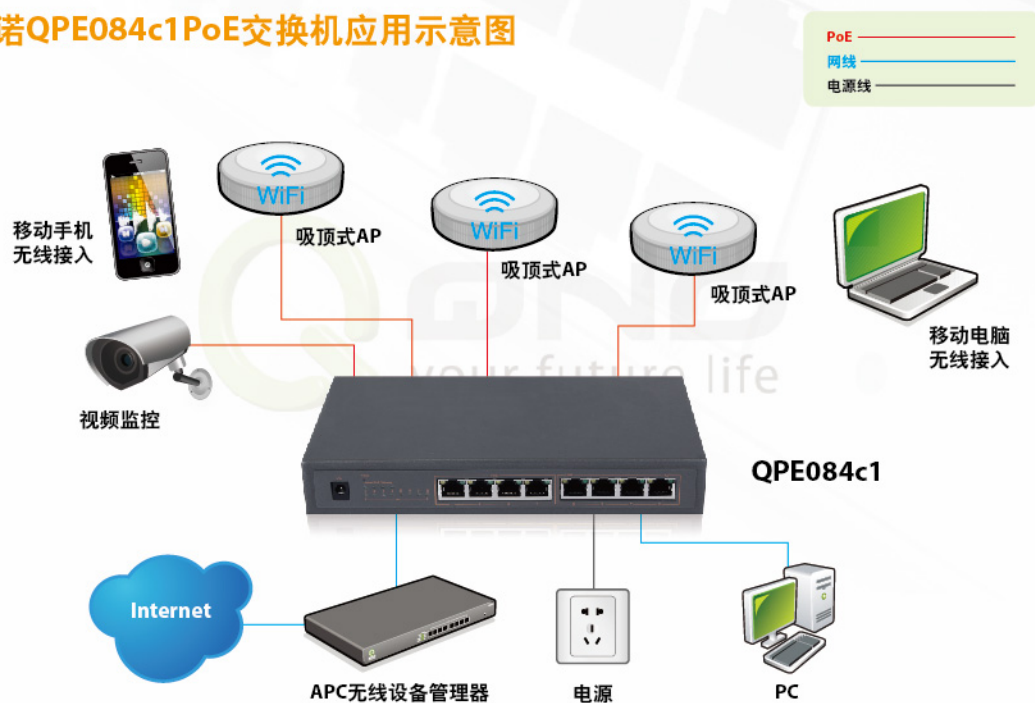 诺QPE084c1PoE交换机应用示意图
PoE
网线
电源线
WiFi
WiFi
WiFi
移动手机
无线接入
吸顶式AP
吸顶式AP
吸顶式AP
移动电脑
无线接入
QNO
your future life
视频监控
QPE084c1
Internet
APC无线设备管理器
电源
PC